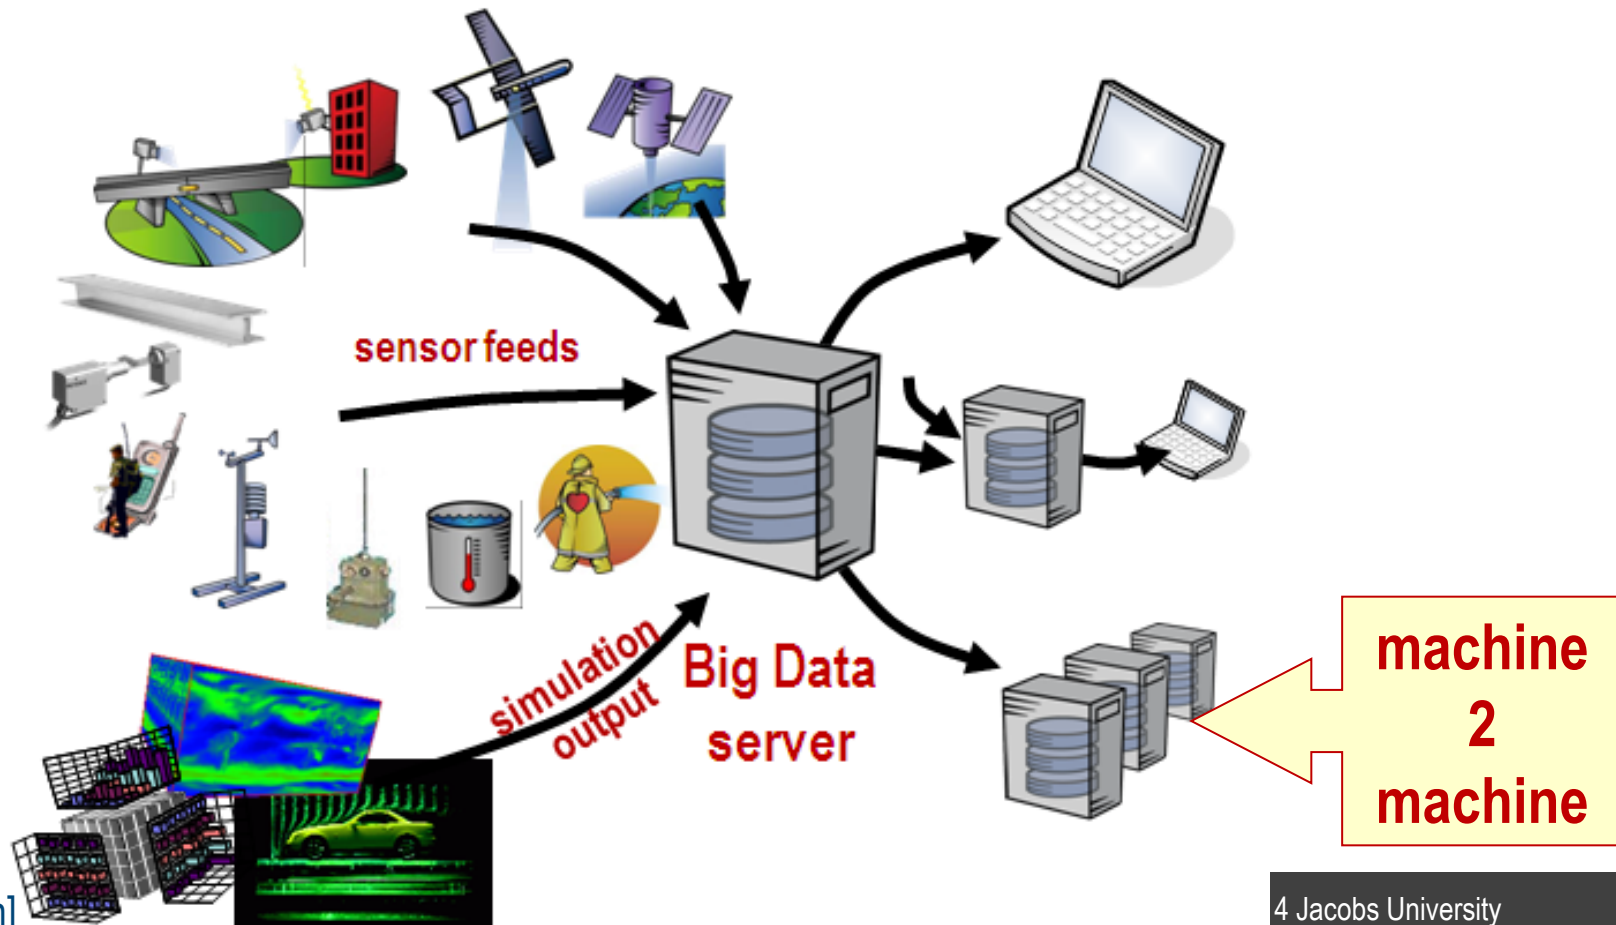 sensor feeds
simulation
output
Big Data
server
machine
2
machine
4 Jacobs University